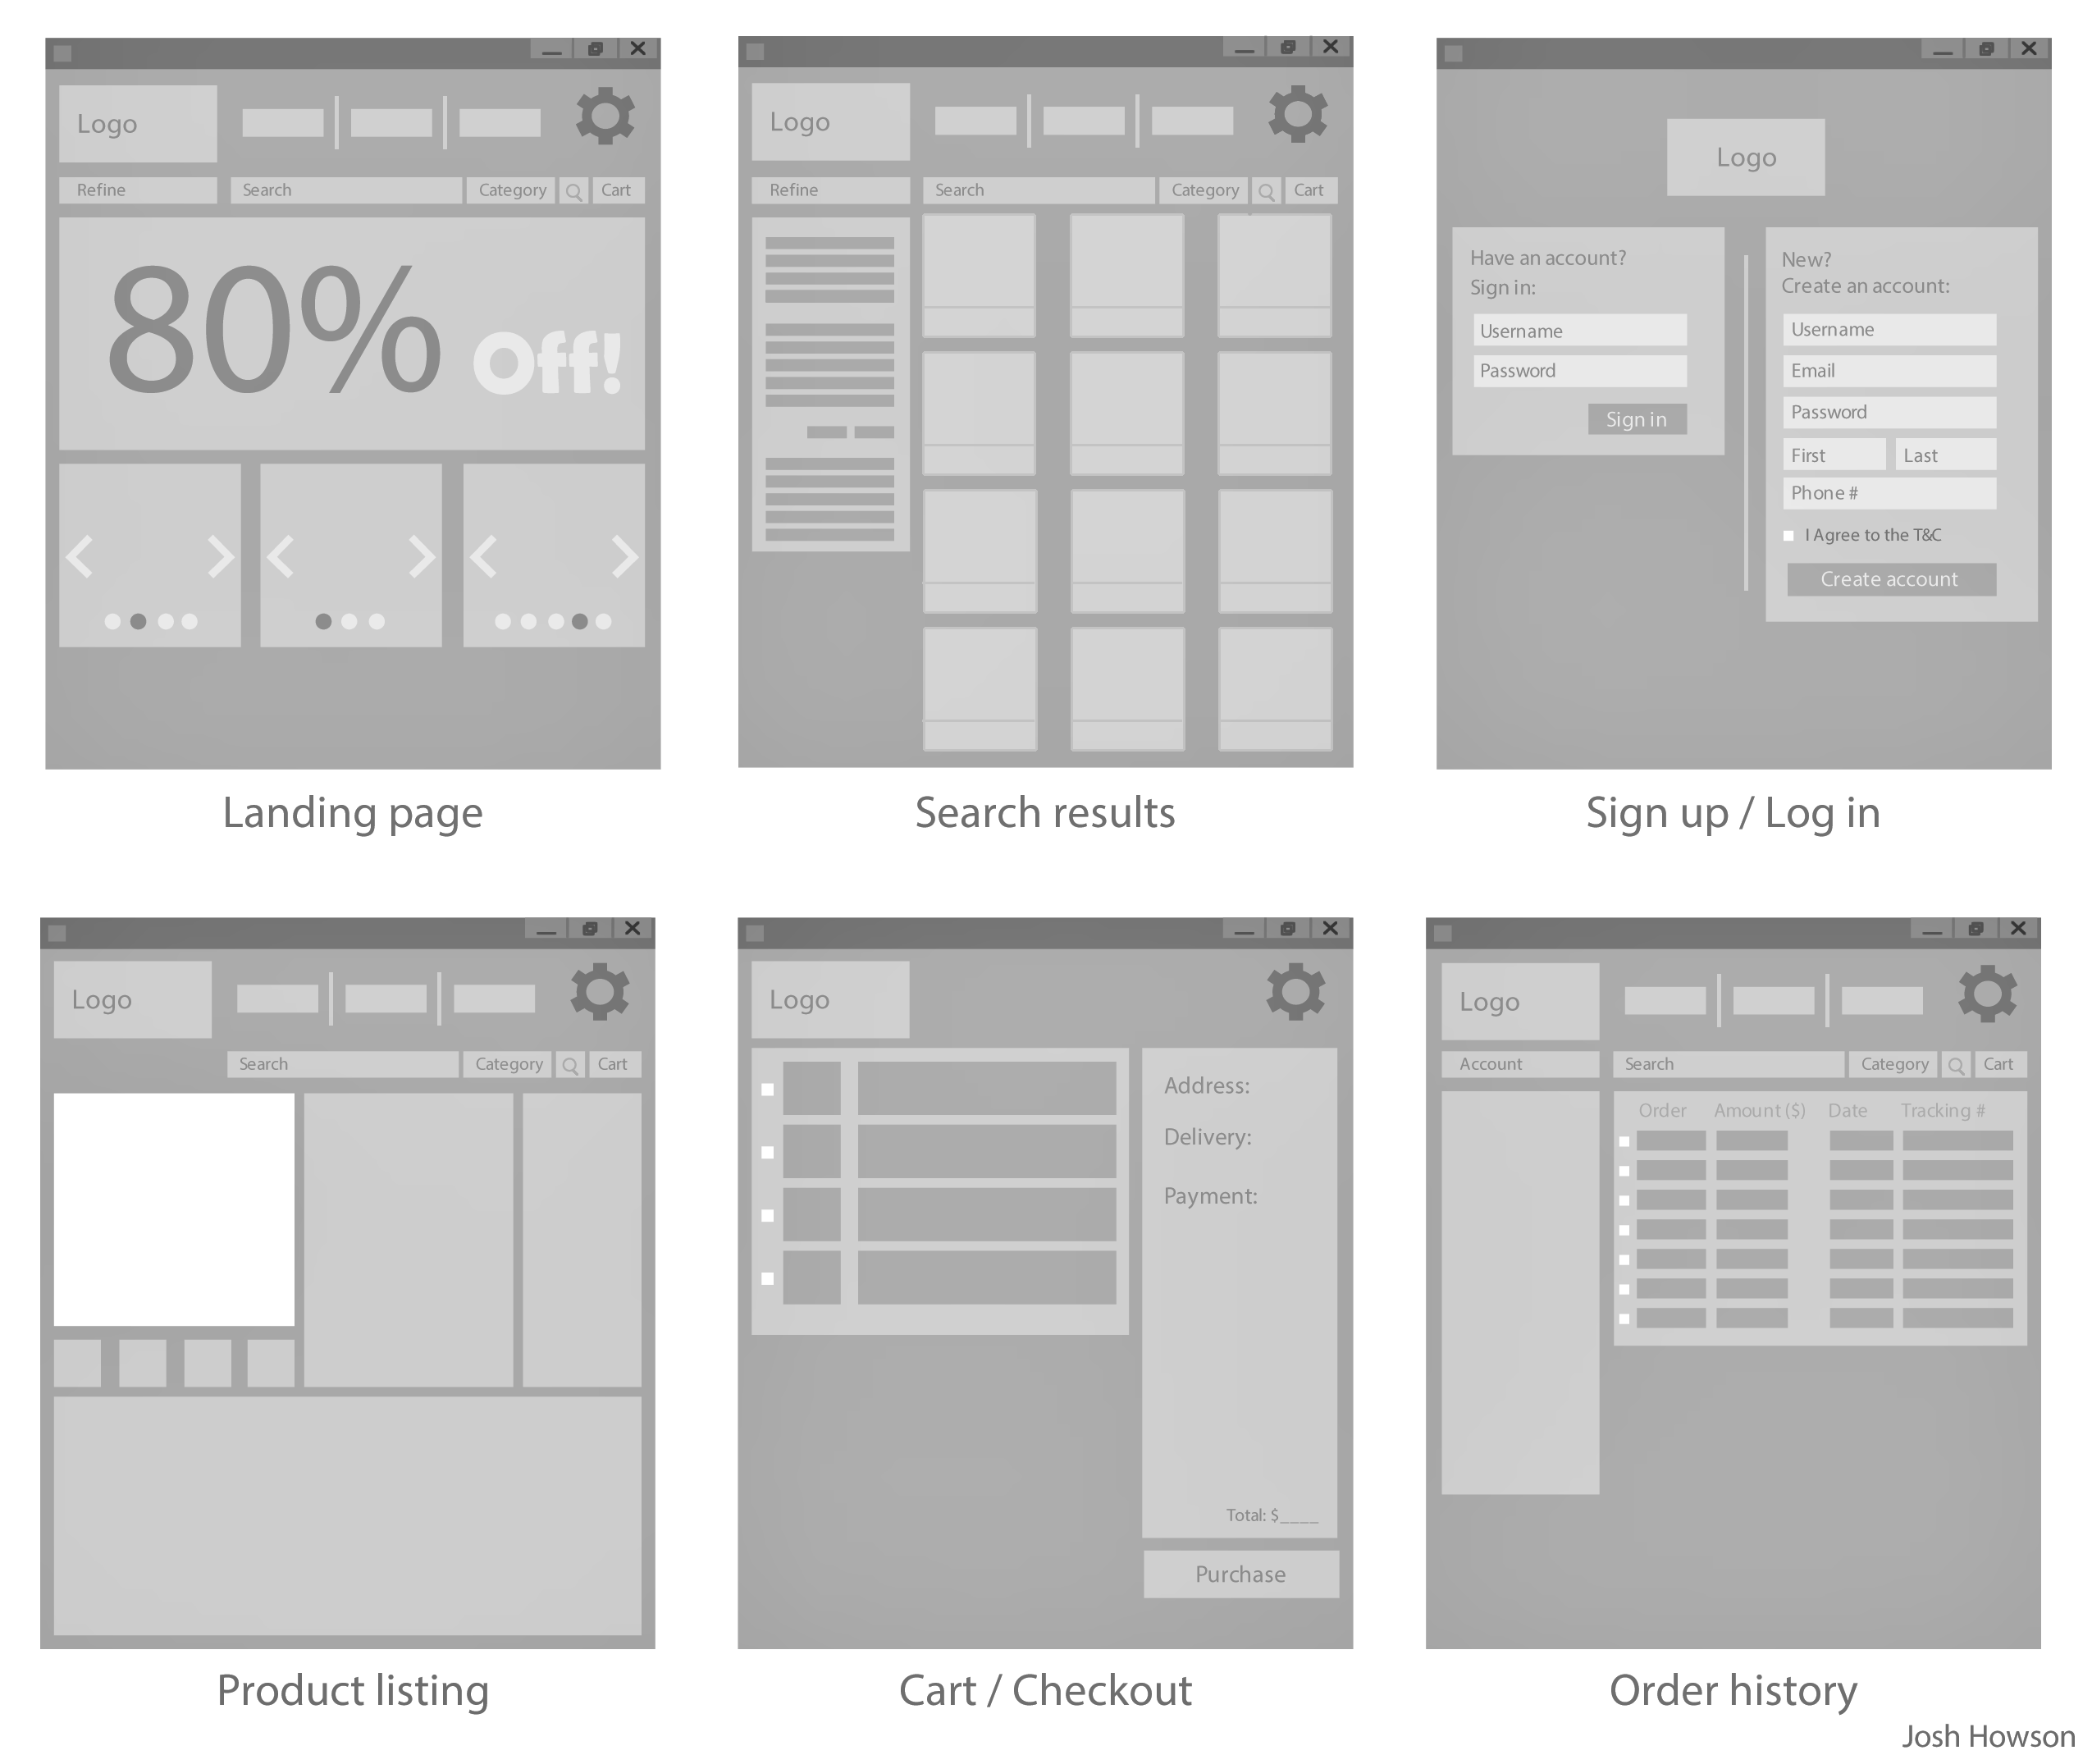 Logo
Refine
Search
Category
Cart
80% Off!
Landing page
Logo
Refine
Search
Category
Cart
Search results
Logo
Have an account?
Sign in:
Username
Password
Sign in
New?
Create an account:
Username
Email
Password
First
Last
Phone #
I Agree to the T&C
Create account
Sign up / Log in
Logo
Search
Category
Cart
Product listing
Logo
Address:
Delivery:
Payment:
Total: $____
Purchase
Cart / Checkout
Logo
Account
Search
Category
Cart
Order
Amount ($)
Date
Tracking #
Order history
Josh Howson